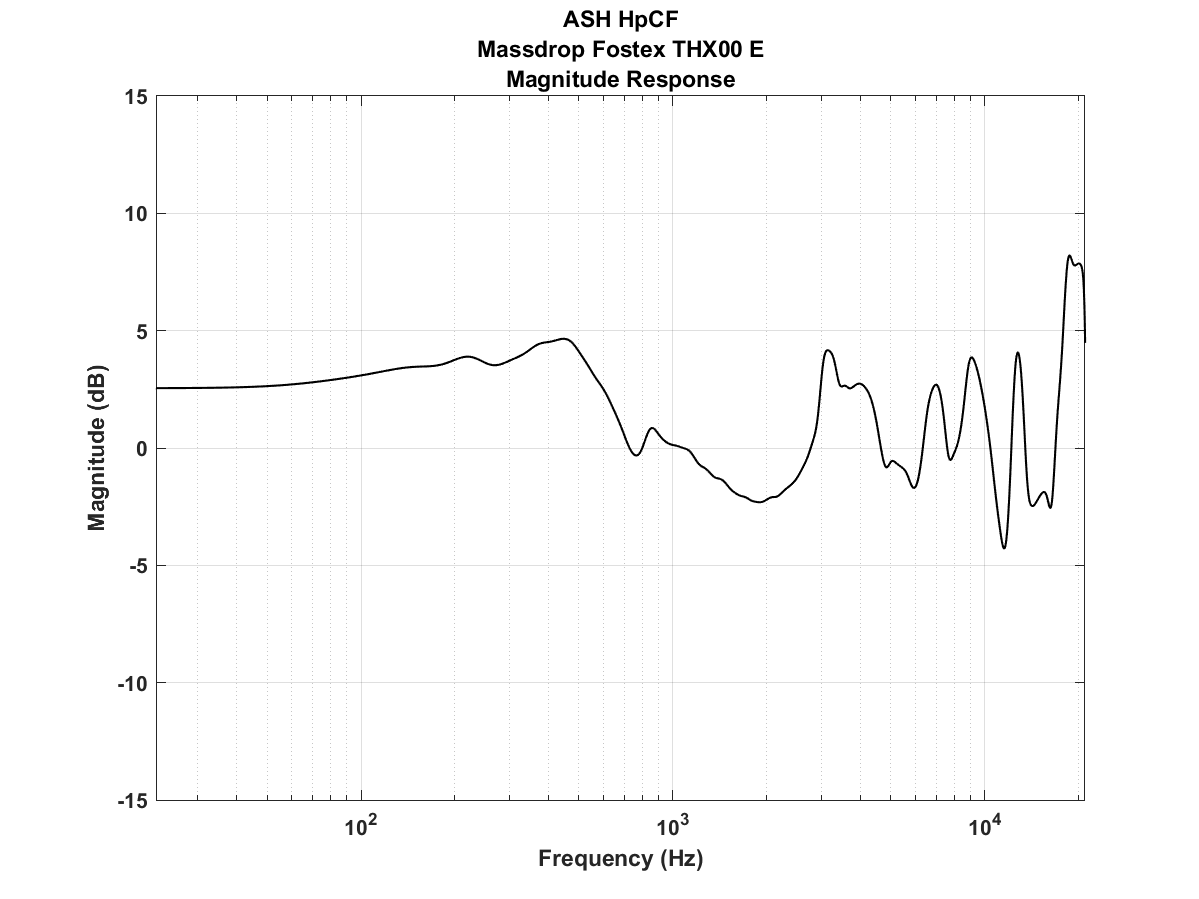 ASH HpCF
Massdrop Fostex THX00 E
Magnitude Response
15
10
5
0
-5
-10
-15
Magnitude (dB)
10² 10³ 10⁴
Frequency (Hz)